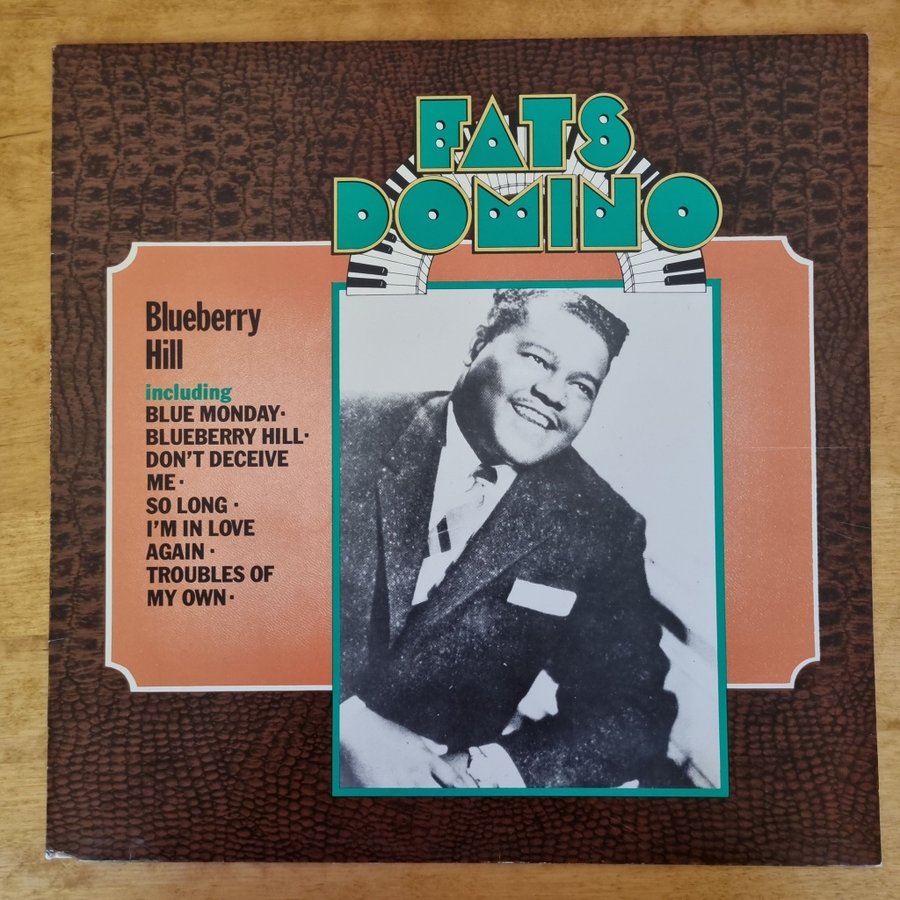 FATS
DOMINO
Blueberry
Hill
including
BLUE MONDAY·
BLUEBERRY HILL·
DON'T DECEIVE
ME ·
SO LONG ·
I'M IN LOVE
AGAIN ·
TROUBLES OF
MY OWN ·